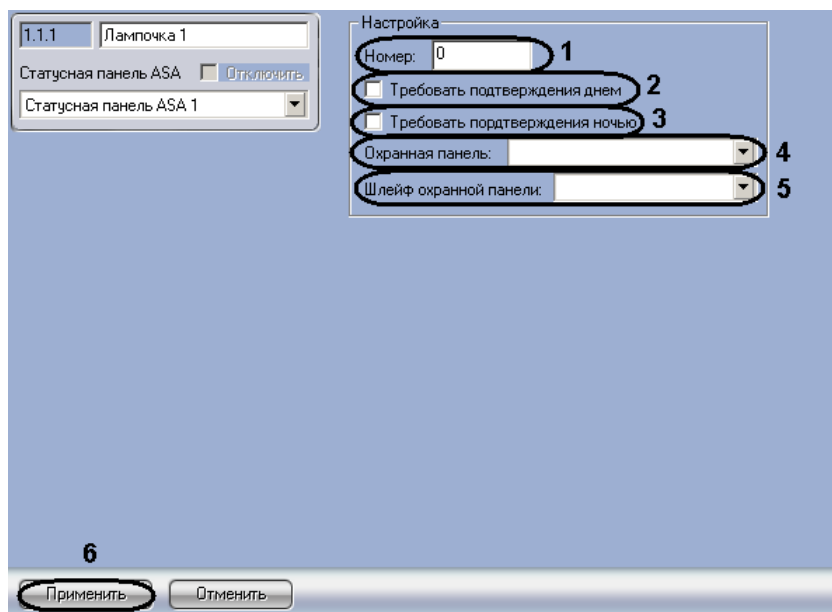 1.1.1 Лампочка 1
Статусная панель ASA Отключить
Статусная панель ASA 1
Настройка
Номер: 0 1
Требовать подтверждения днем 2
Требовать пордтверждения ночью 3
Охранная панель: 4
Шлейф охранной панели: 5
6
Применить Отменить